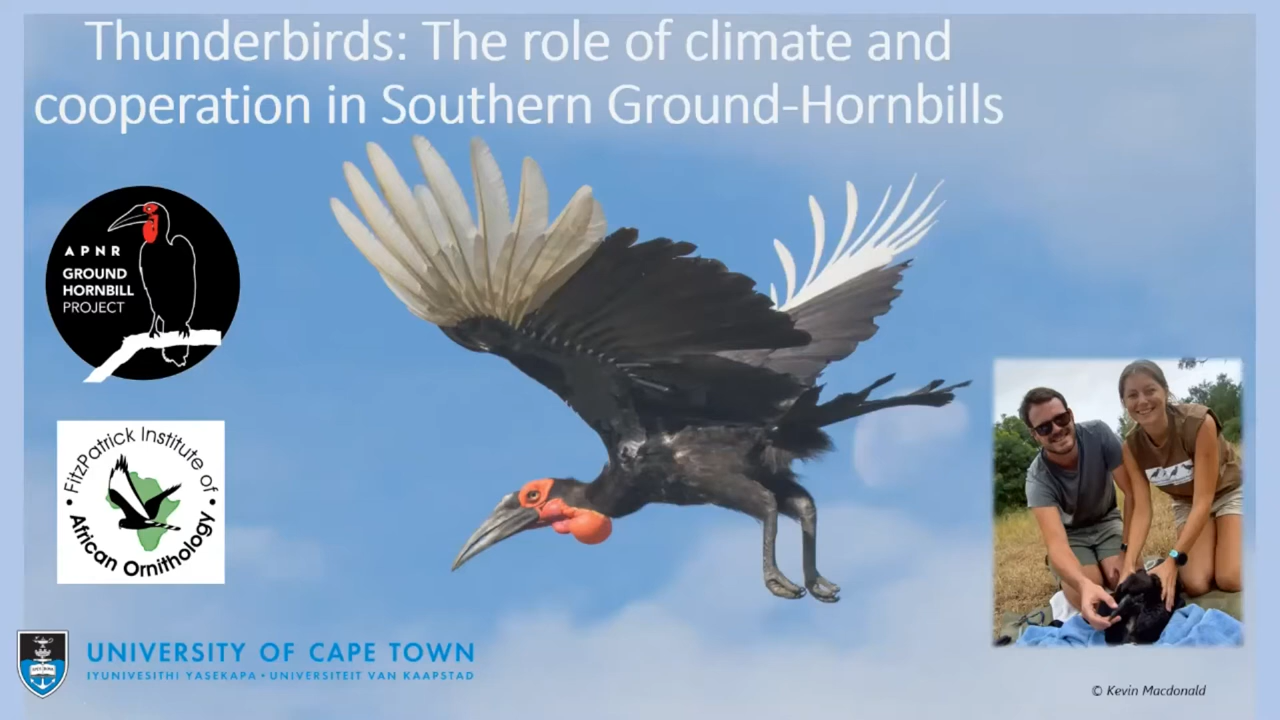 Thunderbirds: The role of climate and
cooperation in Southern Ground-Hornbills
APNR
GROUND
HORNBILL
PROJECT
FitzPatrick Institute of
African Ornithology
UNIVERSITY OF CAPE TOWN
IYUNIVESITHI YASEKAPA • UNIVERSITEIT VAN KAAPSTAD
© Kevin Macdonald